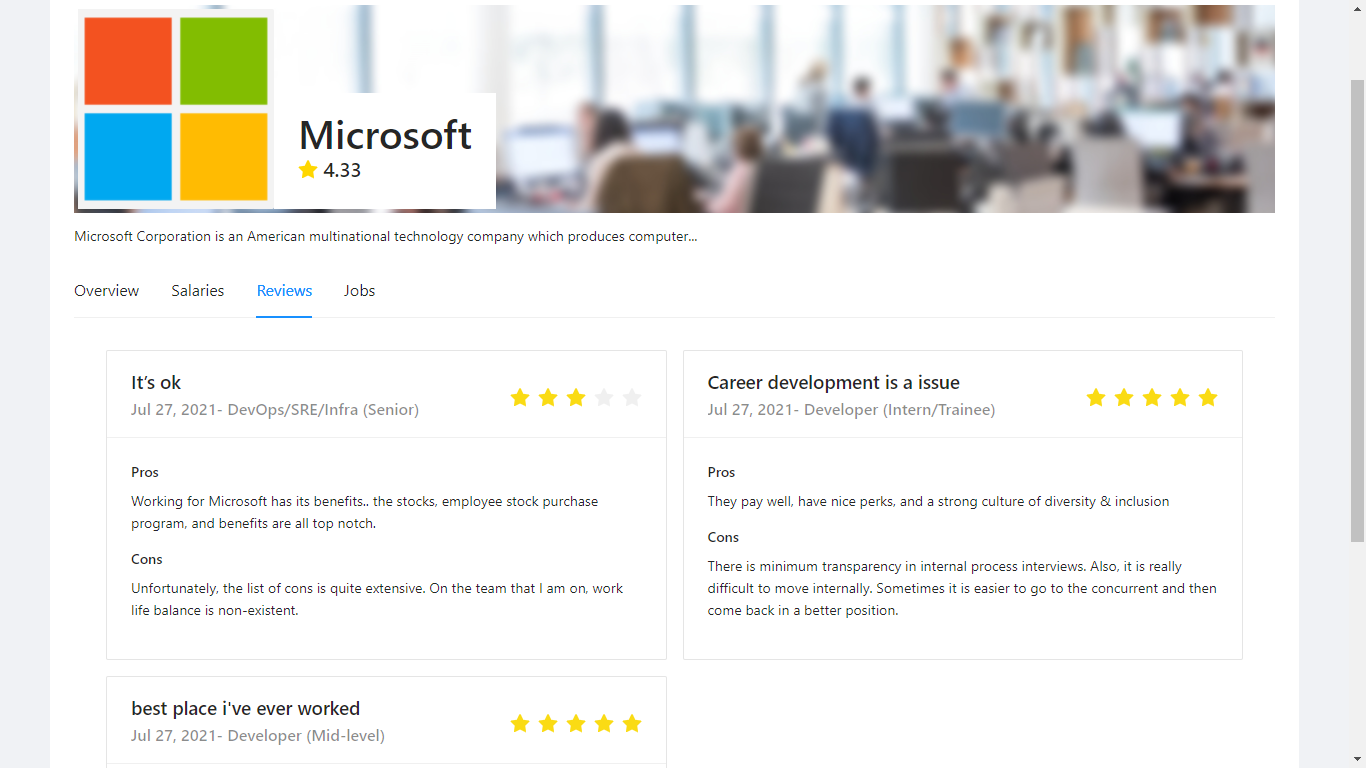 Microsoft
4.33
Microsoft Corporation is an American multinational technology company which produces computer...
Overview
Salaries
Reviews
Jobs
It’s ok
Jul 27, 2021- DevOps/SRE/Infra (Senior)
Pros
Working for Microsoft has its benefits.. the stocks, employee stock purchase
program, and benefits are all top notch.
Cons
Unfortunately, the list of cons is quite extensive. On the team that I am on, work
life balance is non-existent.
Career development is a issue
Jul 27, 2021- Developer (Intern/Trainee)
Pros
They pay well, have nice perks, and a strong culture of diversity & inclusion
Cons
There is minimum transparency in internal process interviews. Also, it is really
difficult to move internally. Sometimes it is easier to go to the concurrent and then
come back in a better position.
best place i've ever worked
Jul 27, 2021- Developer (Mid-level)